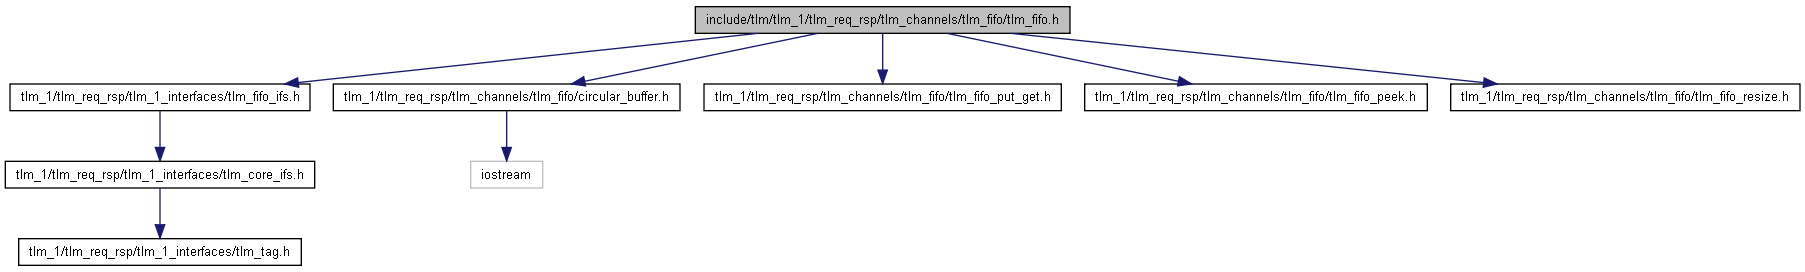 include/tlm/tlm_1/tlm_req_rsp/tlm_channels/tlm_fifo/tlm_fifo.h
tlm_1/tlm_req_rsp/tlm_1_interfaces/tlm_fifo_ifs.h
tlm_1/tlm_req_rsp/tlm_channels/tlm_fifo/circular_buffer.h
tlm_1/tlm_req_rsp/tlm_channels/tlm_fifo/tlm_fifo_put_get.h
tlm_1/tlm_req_rsp/tlm_channels/tlm_fifo/tlm_fifo_peek.h
tlm_1/tlm_req_rsp/tlm_channels/tlm_fifo/tlm_fifo_resize.h
tlm_1/tlm_req_rsp/tlm_1_interfaces/tlm_core_ifs.h
iostream
tlm_1/tlm_req_rsp/tlm_1_interfaces/tlm_tag.h